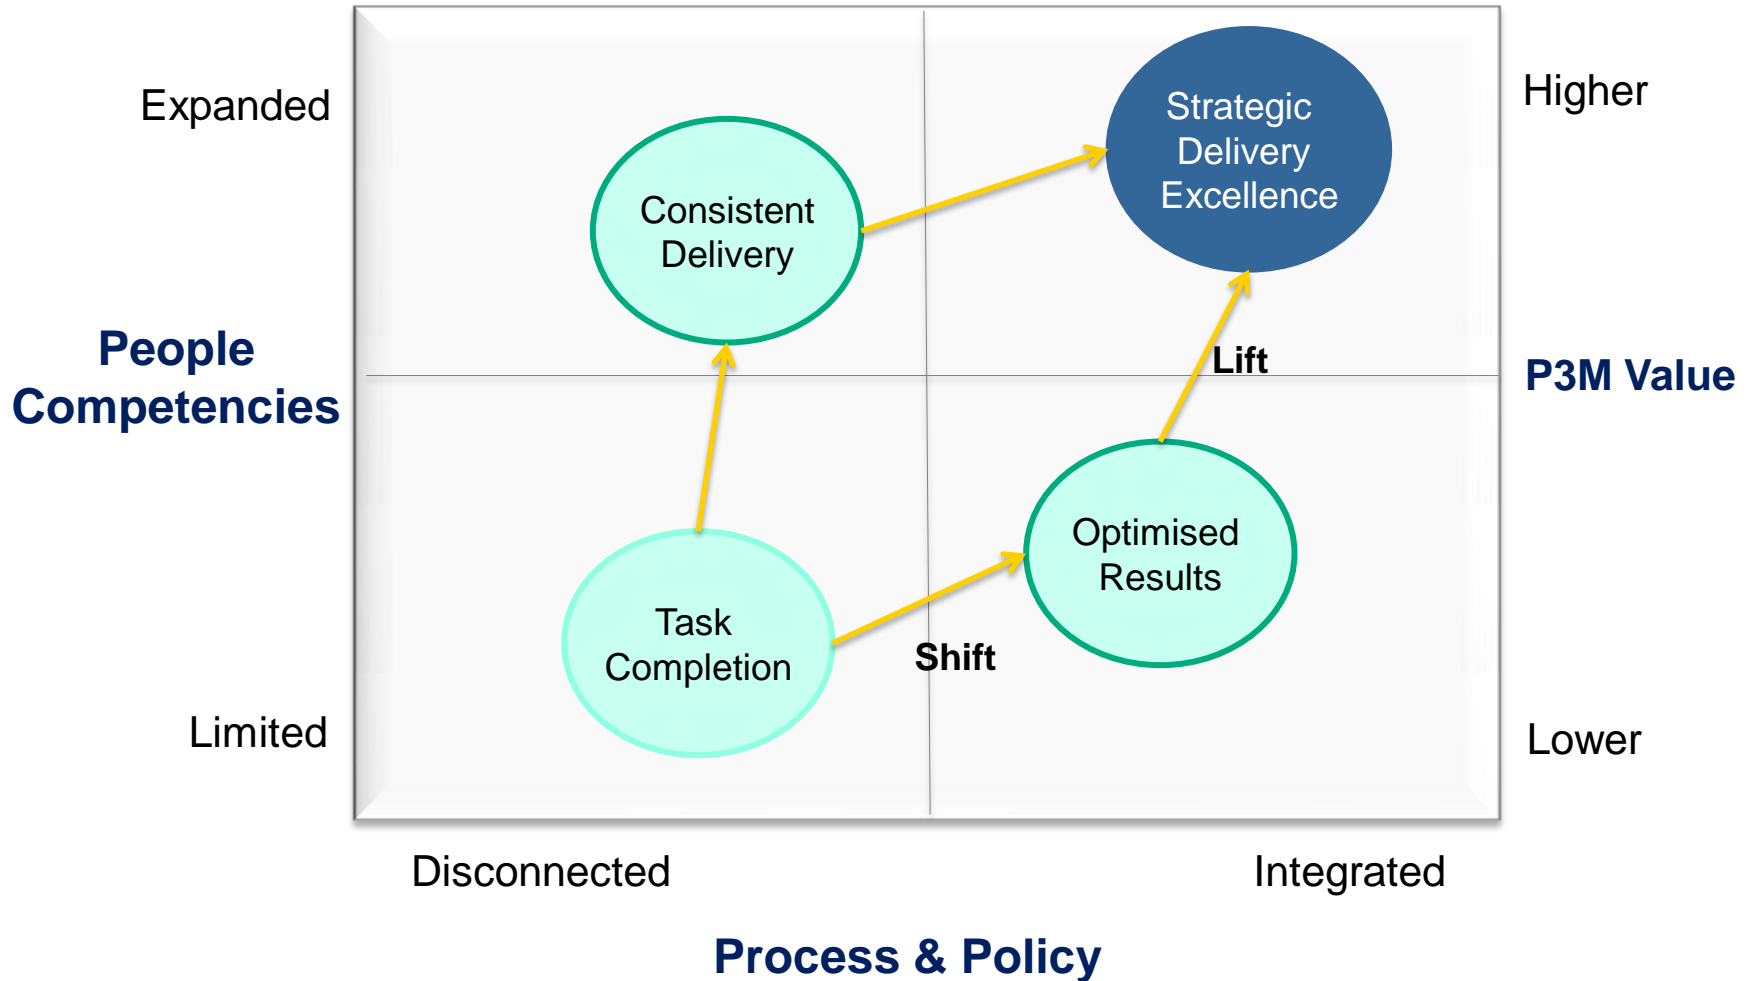 Expanded
Higher
Strategic
Delivery
Excellence
Consistent
Delivery
People
Competencies
Lift
P3M Value
Optimised
Results
Task
Completion
Shift
Limited
Lower
Disconnected
Integrated
Process & Policy